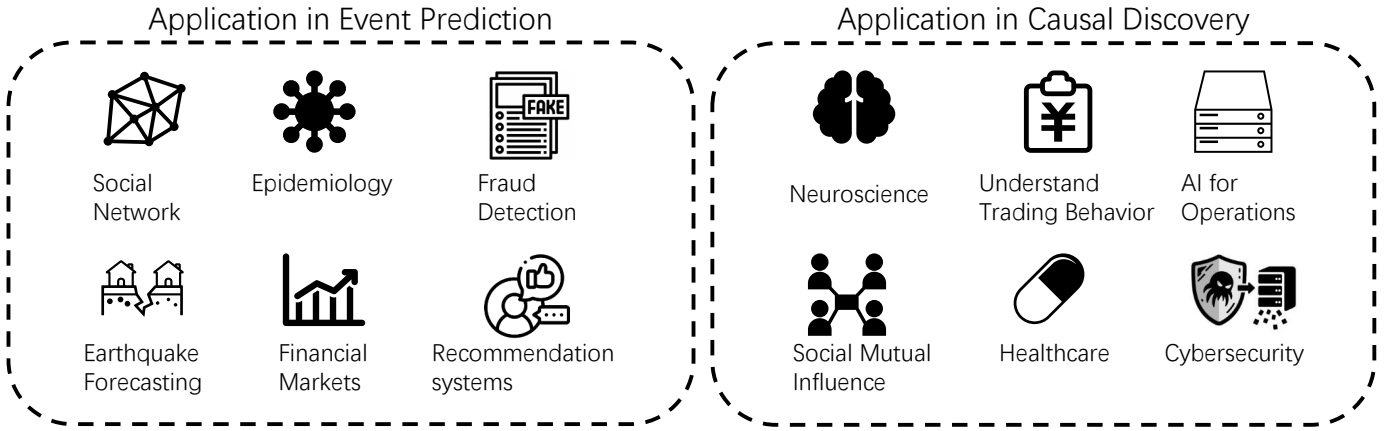 Application in Event Prediction
FAKE
Social
Network
Epidemiology
Fraud
Detection
Earthquake
Forecasting
Financial
Markets
Recommendation
systems
Application in Causal Discovery
¥
Neuroscience
Understand
Trading Behavior
AI for
Operations
Social Mutual
Influence
Healthcare
Cybersecurity